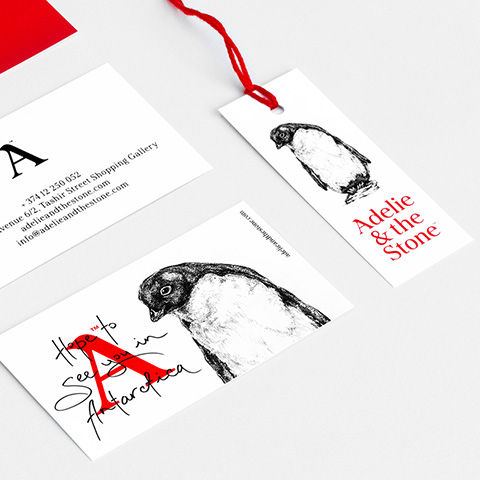 A
+374 12 250 052
venue 6/2, Tashir Street Shopping Gallery
adelieandthestone.com
info@adelieandthestone.com
Adelie
& the
Stone
adelieandthestone.com
A™
Hope to
see you in
Antarctica